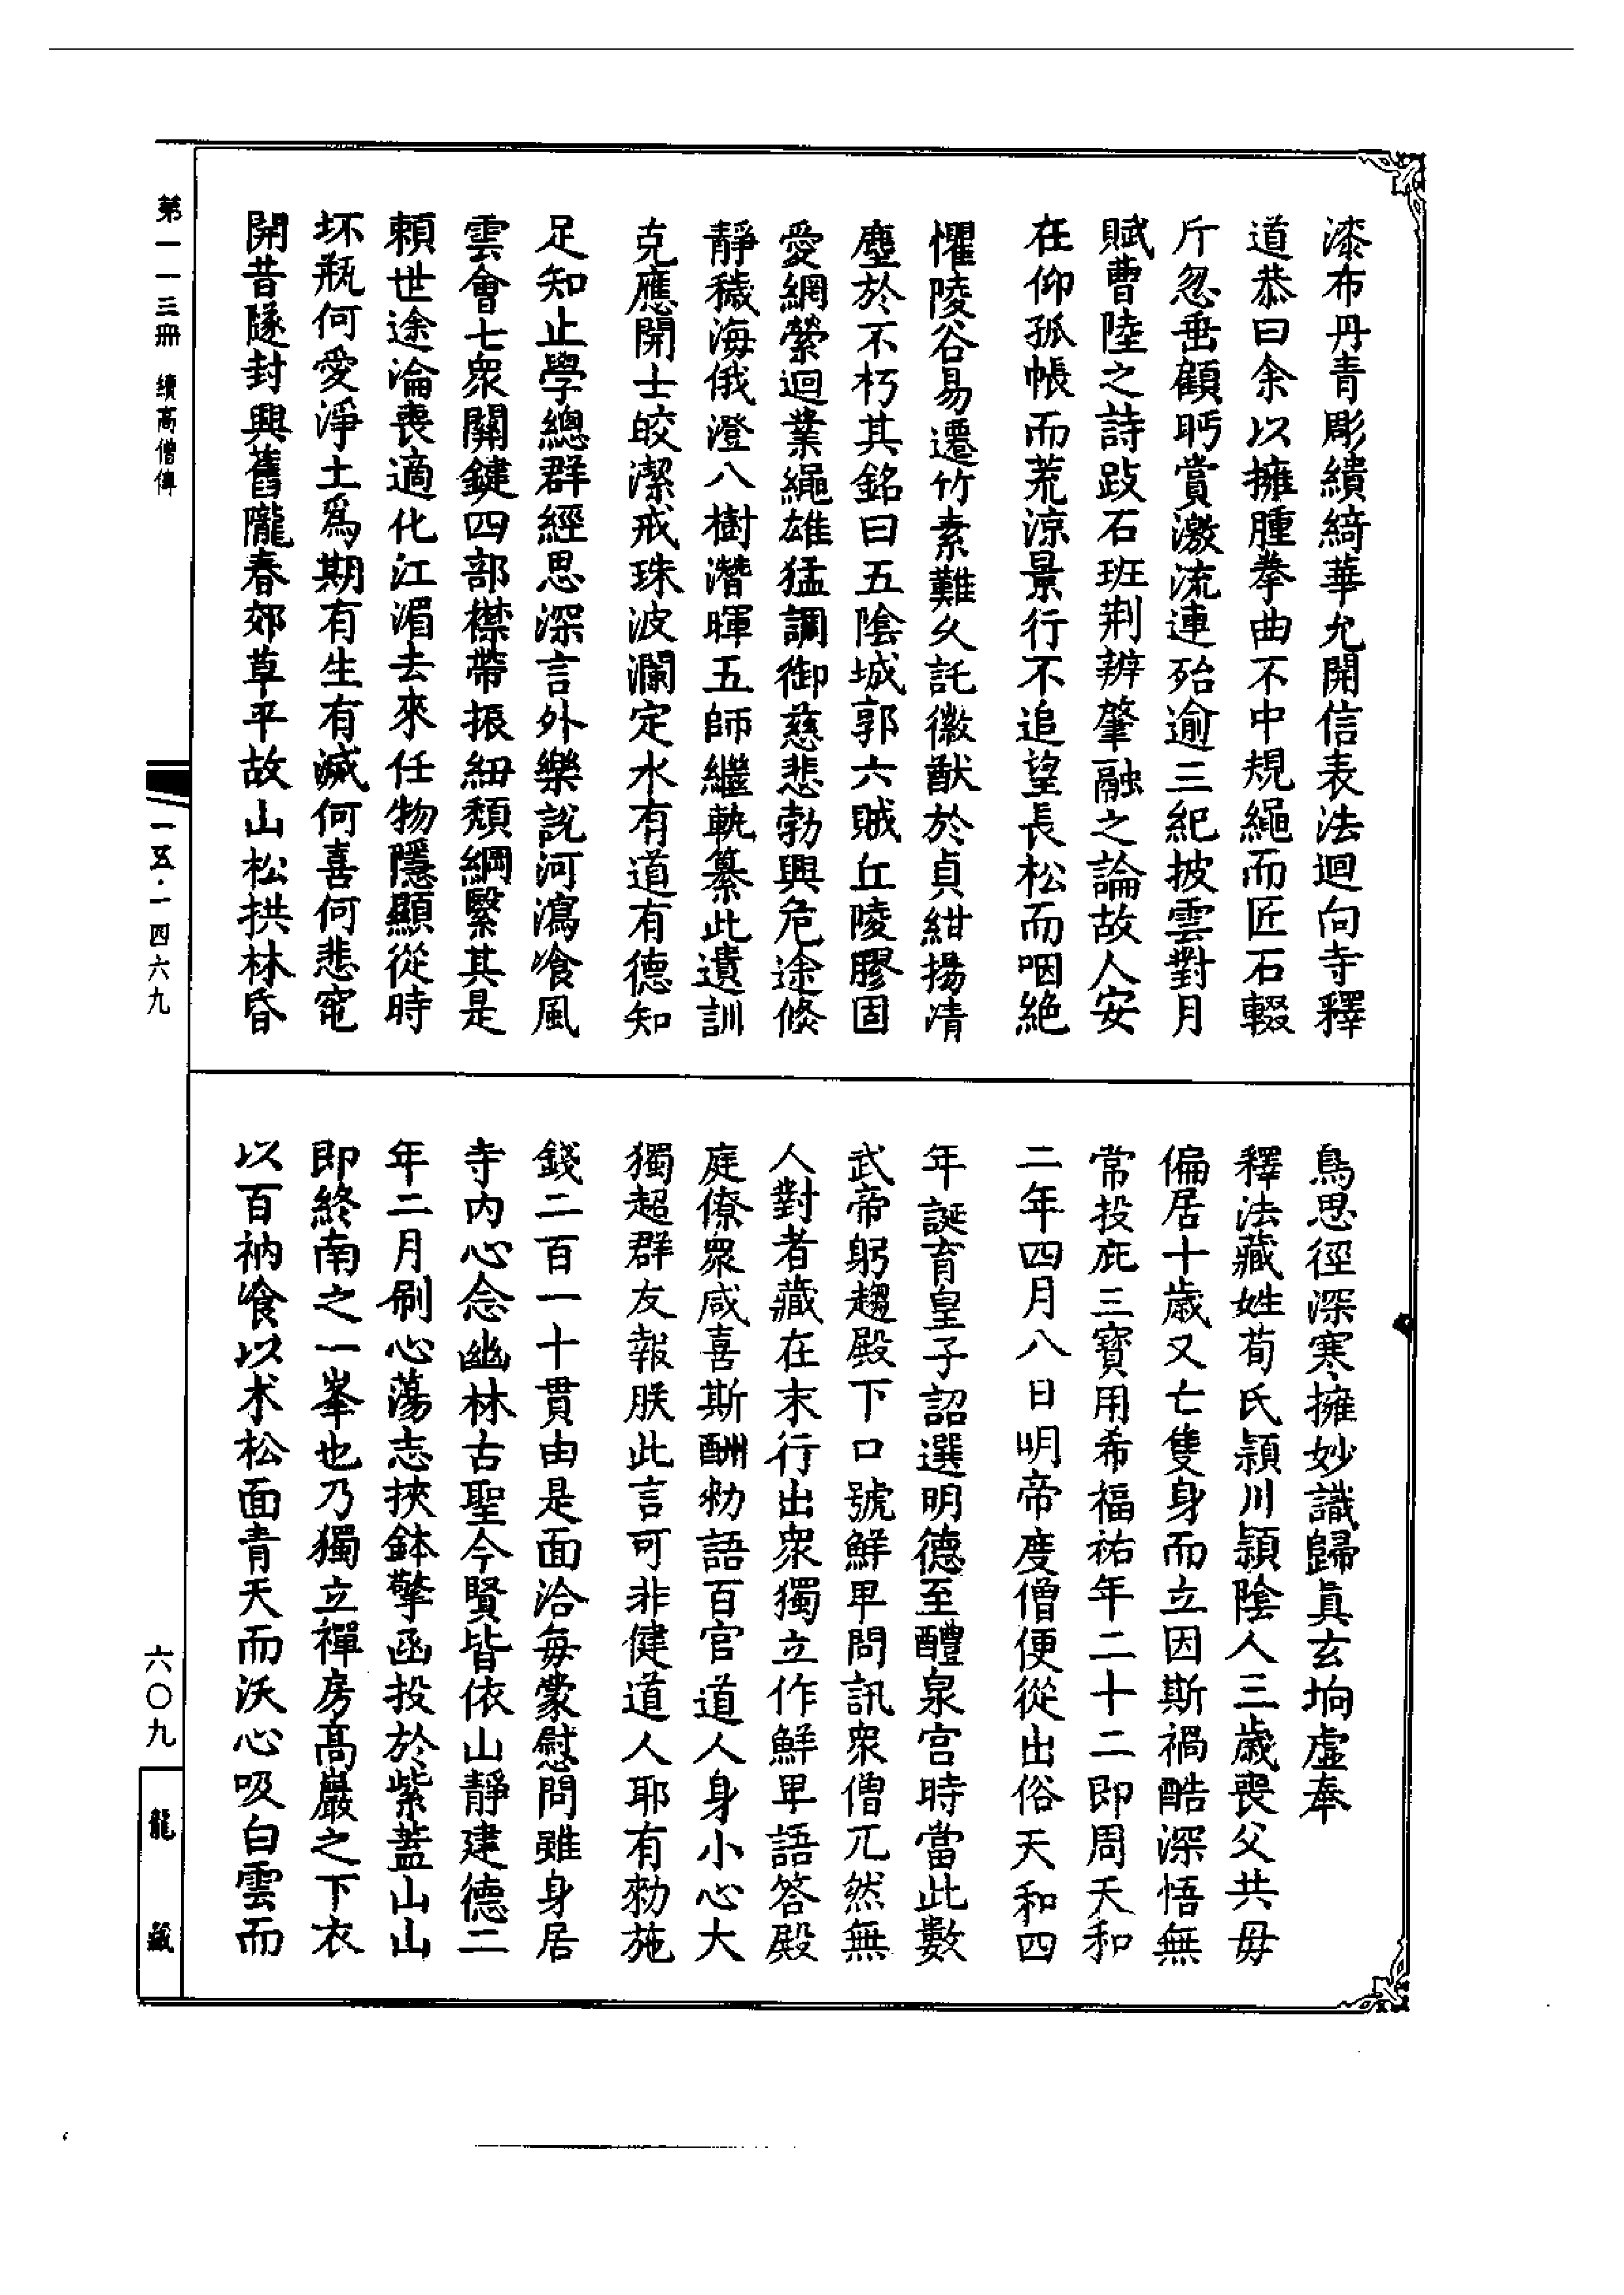 漆布丹青彫繢綺華允開信表法迴向寺釋
道恭曰余以擁腫拳曲不中規繩而匠石輟
斤忽垂顧眄賞激流連殆逾三紀披雲對月
賦曹陸之詩跂石班荆辨肇融之論故人安
在仰孤帳而荒涼景行不追望長松而咽絶
懼陵谷易遷竹素難久託徽猷於貞紺揚淸
塵於不朽其銘曰五陰城郭六賊丘陵膠固
愛網縈迴業繩雄猛調御慈悲勃興危途倏
靜穢海俄澄八樹潛暉五師繼軌纂此遺訓
克應開士皎潔戒珠波瀾定水有道有德知
足知止學總群經思深言外樂說河瀉飡風
雲會七衆關鍵四部襟帶振紐頽綱繄其是
頼世途淪喪適化江湄去來任物隱顯從時
坏瓶何愛淨土爲期有生有滅何喜何悲窀
開昔隧封興舊隴春郊草平故山松拱林昏
鳥思徑深寒擁妙識歸眞玄坰虛奉
釋法藏姓荀氏潁川潁陰人三歲喪父共毋
偏居十歲又亡隻身而立因斯禍酷深悟無
常投庇三寶用希福祐年二十二即周天和
二年四月八日明帝度僧便從出俗天和四
年誕育皇子詔選明德至醴泉宮時當此數
武帝躬趨殿下口號鮮卑問訊衆僧兀然無
人對者藏在末行出衆獨立作鮮卑語答殿
庭僚衆咸喜斯酬勑語百官道人身小心大
獨超群友報朕此言可非健道人耶有勑施
錢二百一十貫由是面洽每蒙慰問雖身居
寺内心念幽林古聖今賢皆依山靜建德二
年二月刷心蕩志挾鉢擎函投於紫蓋山山
即終南之一峯也乃獨立禪房高巖之下衣
以百衲飡以术松面青天而沃心吸白雲而
第一一三冊 續高僧傳
一五·一四六九
六〇九
龍藏